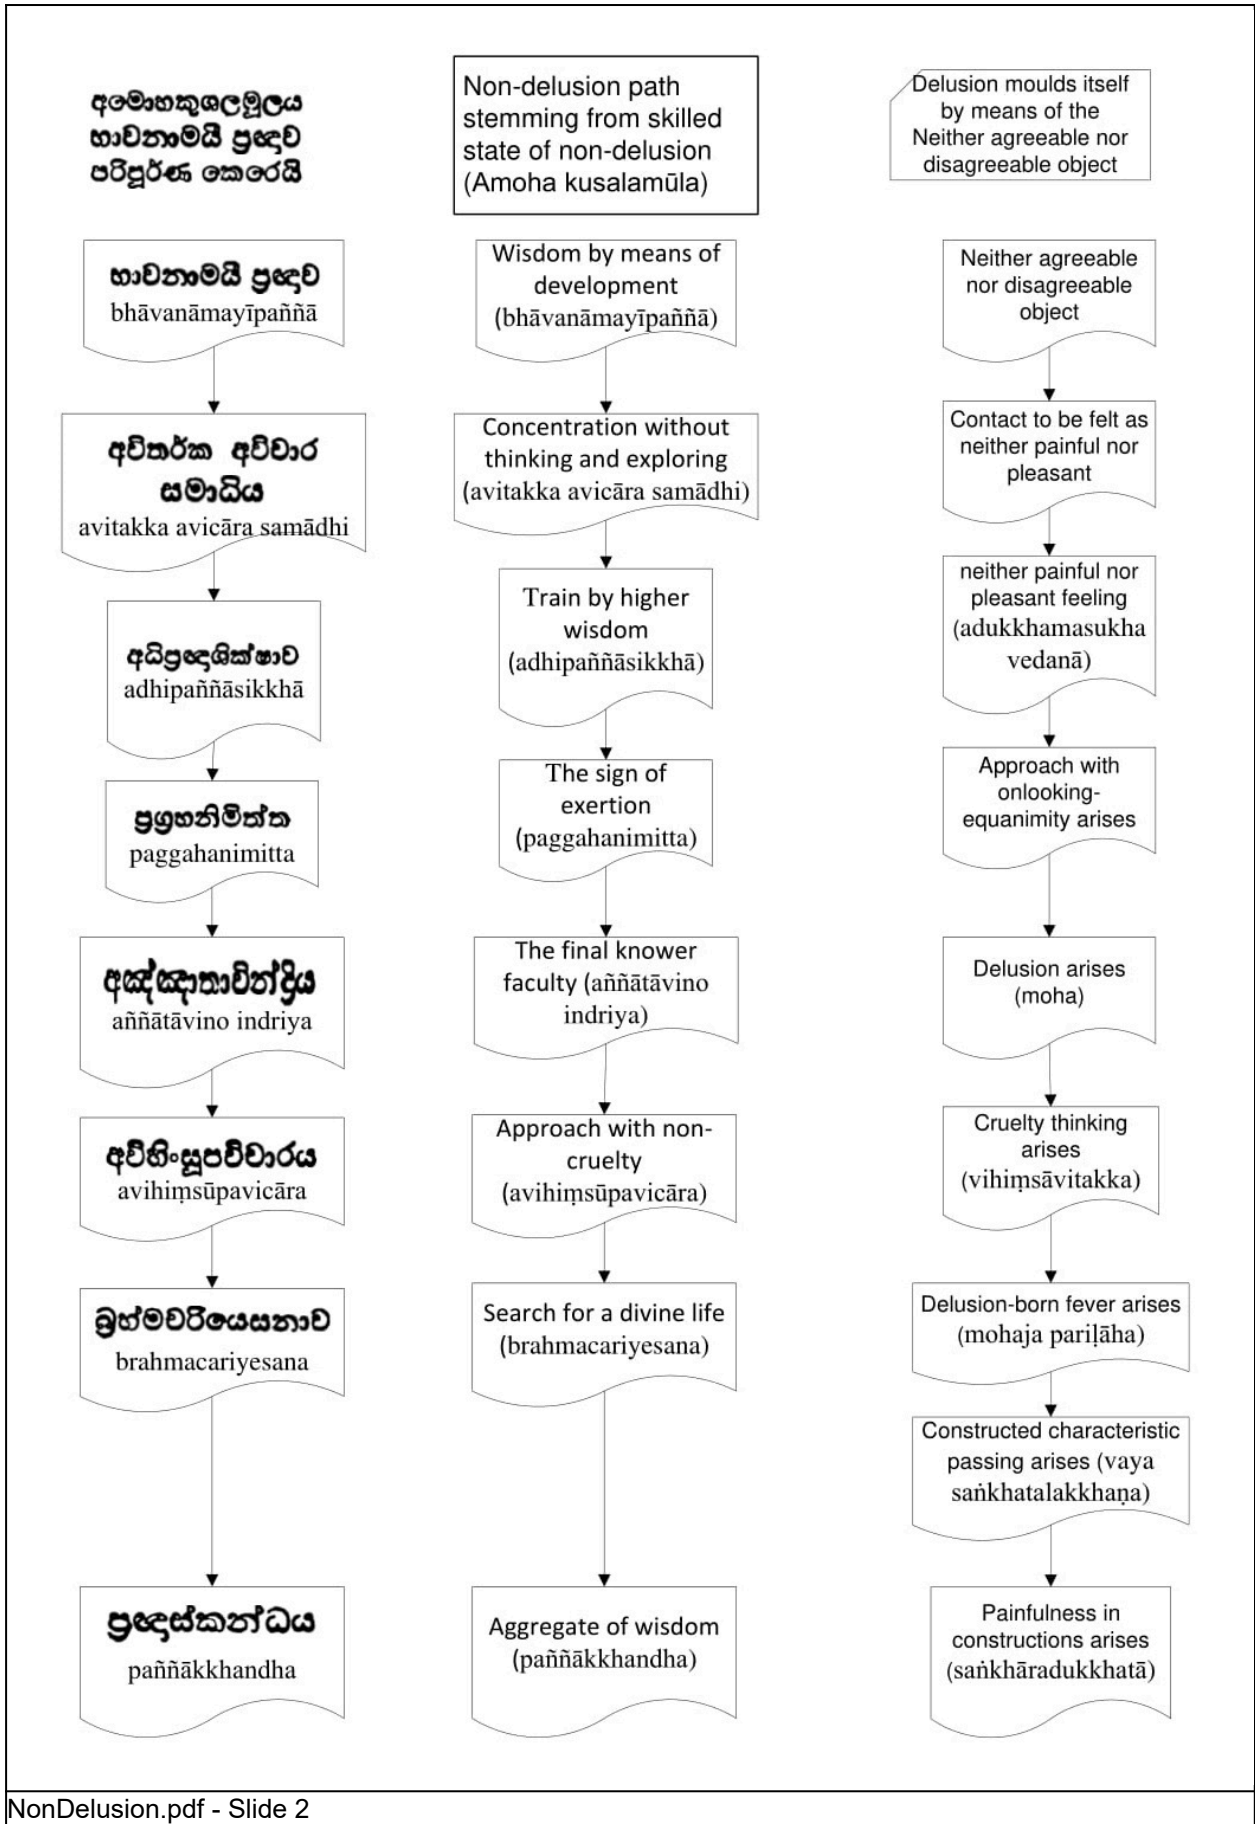 අමොහකුශලමූලය
භාවනාමයී ප්‍රඥාව
පරිපූර්ණ කෙරෙයි
භාවනාමයී ප්‍රඥාව
bhāvanāmayīpaññā
අවිතර්ක අවිචාර
සමාධිය
avitakka avicāra samādhi
අධිප්‍රඥාශික්ෂාව
adhipaññāsikkhā
ප්‍රග්‍රහනිමිත්ත
paggahanimitta
අඤ්ඤාතාවින්ද්‍රිය
aññātāvino indriya
අවිහිංසූපවිචාරය
avihiṃsūpavicāra
බ්‍රහ්මචරියෙසනාව
brahmacariyesana
ප්‍රඥාස්කන්ධය
paññākkhandha
Non-delusion path
stemming from skilled
state of non-delusion
(Amoha kusalamūla)
Wisdom by means of
development
(bhāvanāmayīpaññā)
Concentration without
thinking and exploring
(avitakka avicāra samādhi)
Train by higher
wisdom
(adhipaññāsikkhā)
The sign of
exertion
(paggahanimitta)
The final knower
faculty (aññātāvino
indriya)
Approach with non-
cruelty
(avihiṃsūpavicāra)
Search for a divine life
(brahmacariyesana)
Aggregate of wisdom
(paññākkhandha)
Delusion moulds itself
by means of the
Neither agreeable nor
disagreeable object
Neither agreeable
nor disagreeable
object
Contact to be felt as
neither painful nor
pleasant
neither painful nor
pleasant feeling
(adukkhamasukha
vedanā)
Approach with
onlooking-
equanimity arises
Delusion arises
(moha)
Cruelty thinking
arises
(vihiṃsāvitakka)
Delusion-born fever arises
(mohaja pariḷāha)
Constructed characteristic
passing arises (vaya
saṅkhatalakkhaṇa)
Painfulness in
constructions arises
(saṅkhāradukkhatā)
NonDelusion.pdf - Slide 2